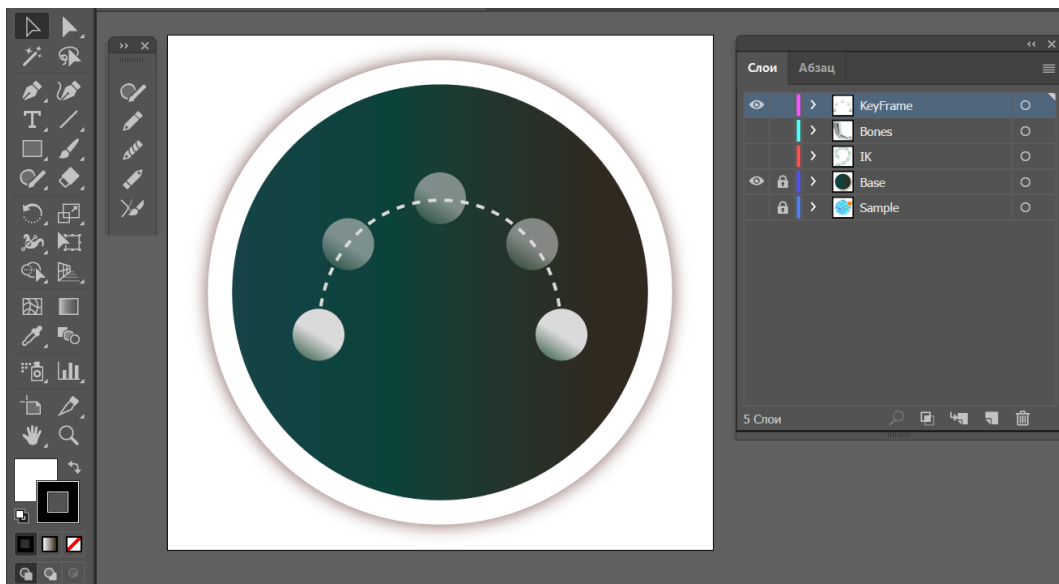 Слои Абзац
KeyFrame
Bones
IK
Base
Sample
5 Слои